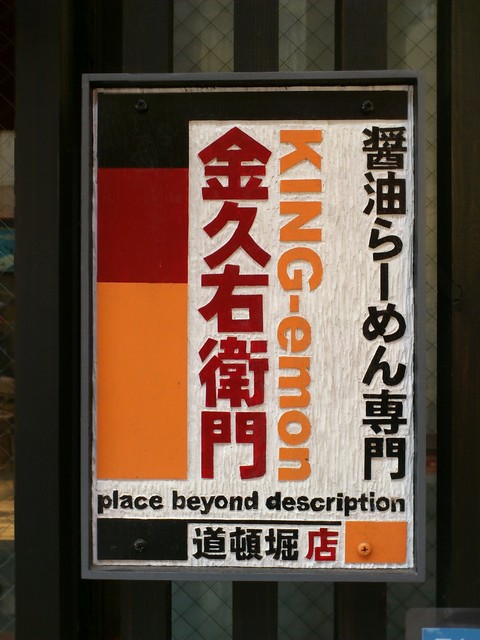 醤油らーめん専門
KING-emon
金久右衛門
place beyond description
道頓堀店